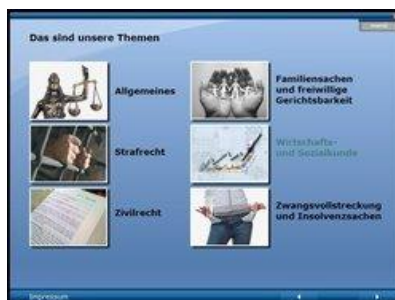 Das sind unsere Themen
Allgemeines
Familiensachen
und freiwillige
Gerichtsbarkeit
Strafrecht
Wirtschafts-
und Sozialkunde
Zivilrecht
Zwangsvollstreckung
und Insolvenzsachen
Impressum